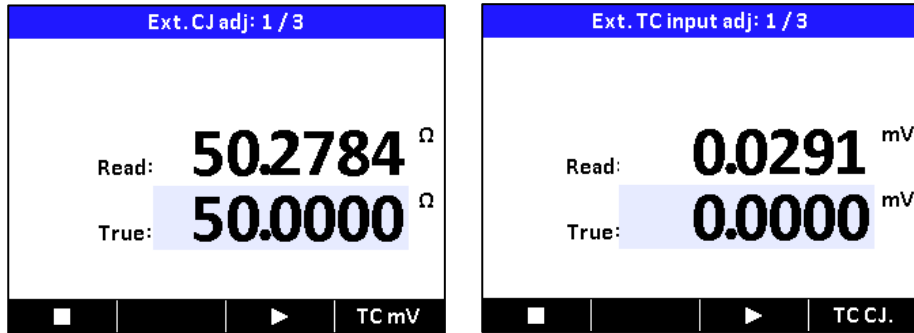 Ext. CJ adj: 1 / 3
Read: 50.2784 Ω
True: 50.0000 Ω
TC mV
Ext. TC input adj: 1 / 3
Read: 0.0291 mV
True: 0.0000 mV
TC CJ.